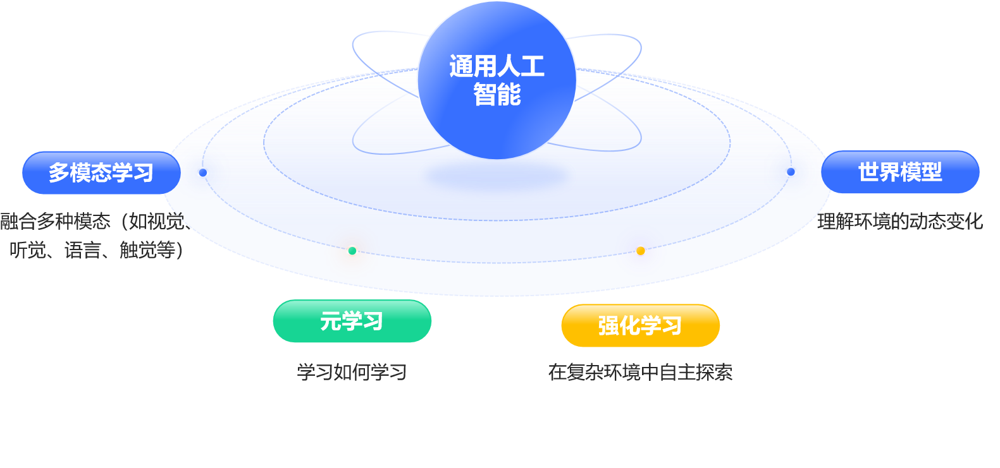 通用人工
智能
多模态学习
融合多种模态（如视觉、
听觉、语言、触觉等）
世界模型
理解环境的动态变化
元学习
学习如何学习
强化学习
在复杂环境中自主探索